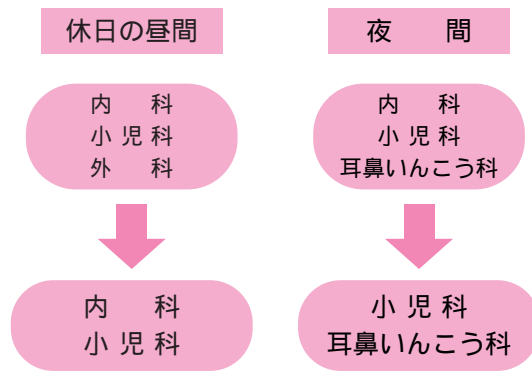 休日の昼間
内　科
小児科
外　科
内　科
小児科
夜　間
内　科
小児科
耳鼻いんこう科
小児科
耳鼻いんこう科